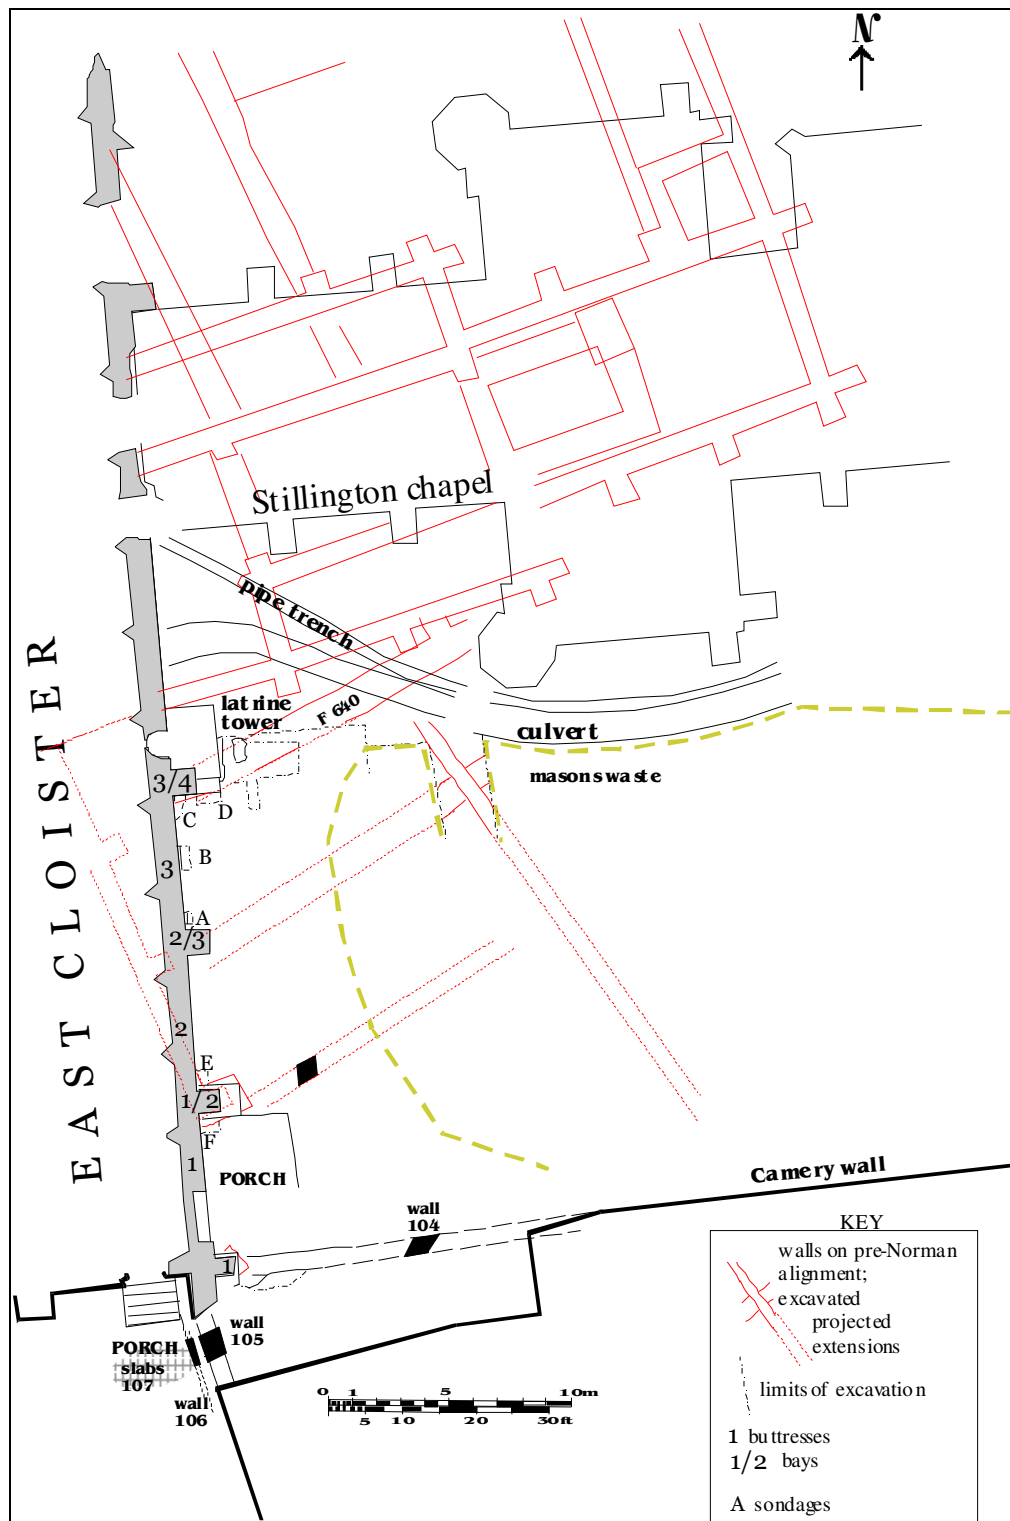 N
Stillington chapel
pipe trench
EAST CLOISTER
latrine
tower
F 640
culvert
masons waste
3/4
C
D
3
B
A
2/3
2
E
1/2
F
1
PORCH
Camery wall
wall
104
1
wall
105
PORCH
slabs
107
wall
106
0 1 5 10m
5 10 20 30ft
KEY
walls on pre-Norman
alignment;
excavated
projected
extensions
limits of excavation
1 buttresses
1/2 bays
A sondages